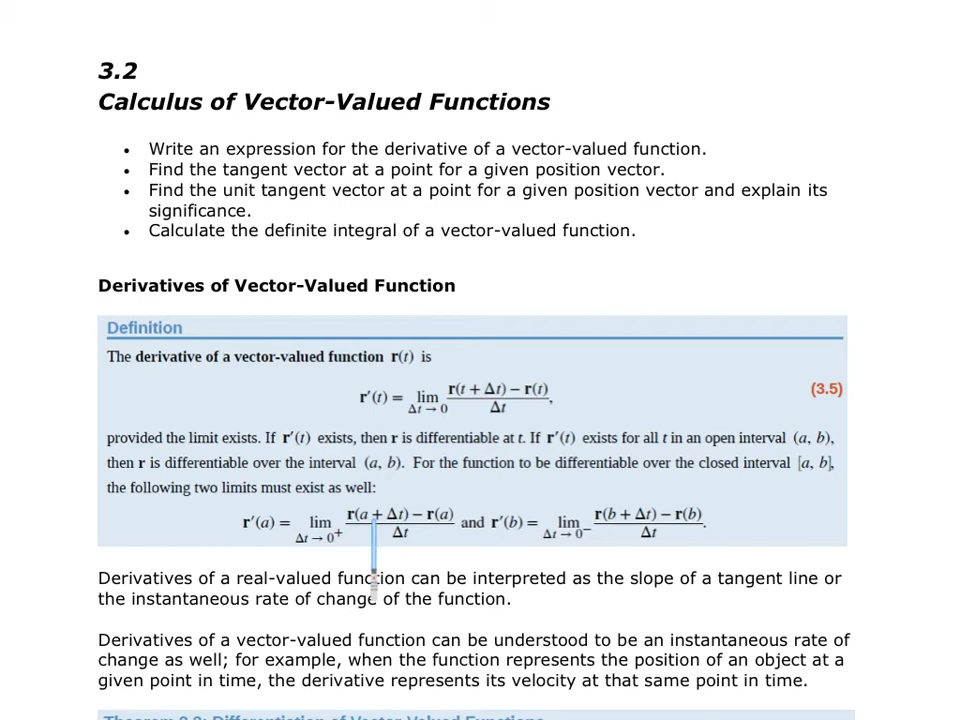 3.2
Calculus of Vector-Valued Functions
• Write an expression for the derivative of a vector-valued function.
• Find the tangent vector at a point for a given position vector.
• Find the unit tangent vector at a point for a given position vector and explain its
significance.
• Calculate the definite integral of a vector-valued function.
Derivatives of Vector-Valued Function
Definition
The derivative of a vector-valued function r(t) is
r′(t) = lim Δt → 0 (r(t + Δt) − r(t))/Δt, (3.5)
provided the limit exists. If r′(t) exists, then r is differentiable at t. If r′(t) exists for all t in an open interval (a, b),
then r is differentiable over the interval (a, b). For the function to be differentiable over the closed interval [a, b],
the following two limits must exist as well:
r′(a) = lim Δt → 0⁺ (r(a + Δt) − r(a))/Δt and r′(b) = lim Δt → 0⁻ (r(b + Δt) − r(b))/Δt.
Derivatives of a real-valued function can be interpreted as the slope of a tangent line or
the instantaneous rate of change of the function.
Derivatives of a vector-valued function can be understood to be an instantaneous rate of
change as well; for example, when the function represents the position of an object at a
given point in time, the derivative represents its velocity at that same point in time.